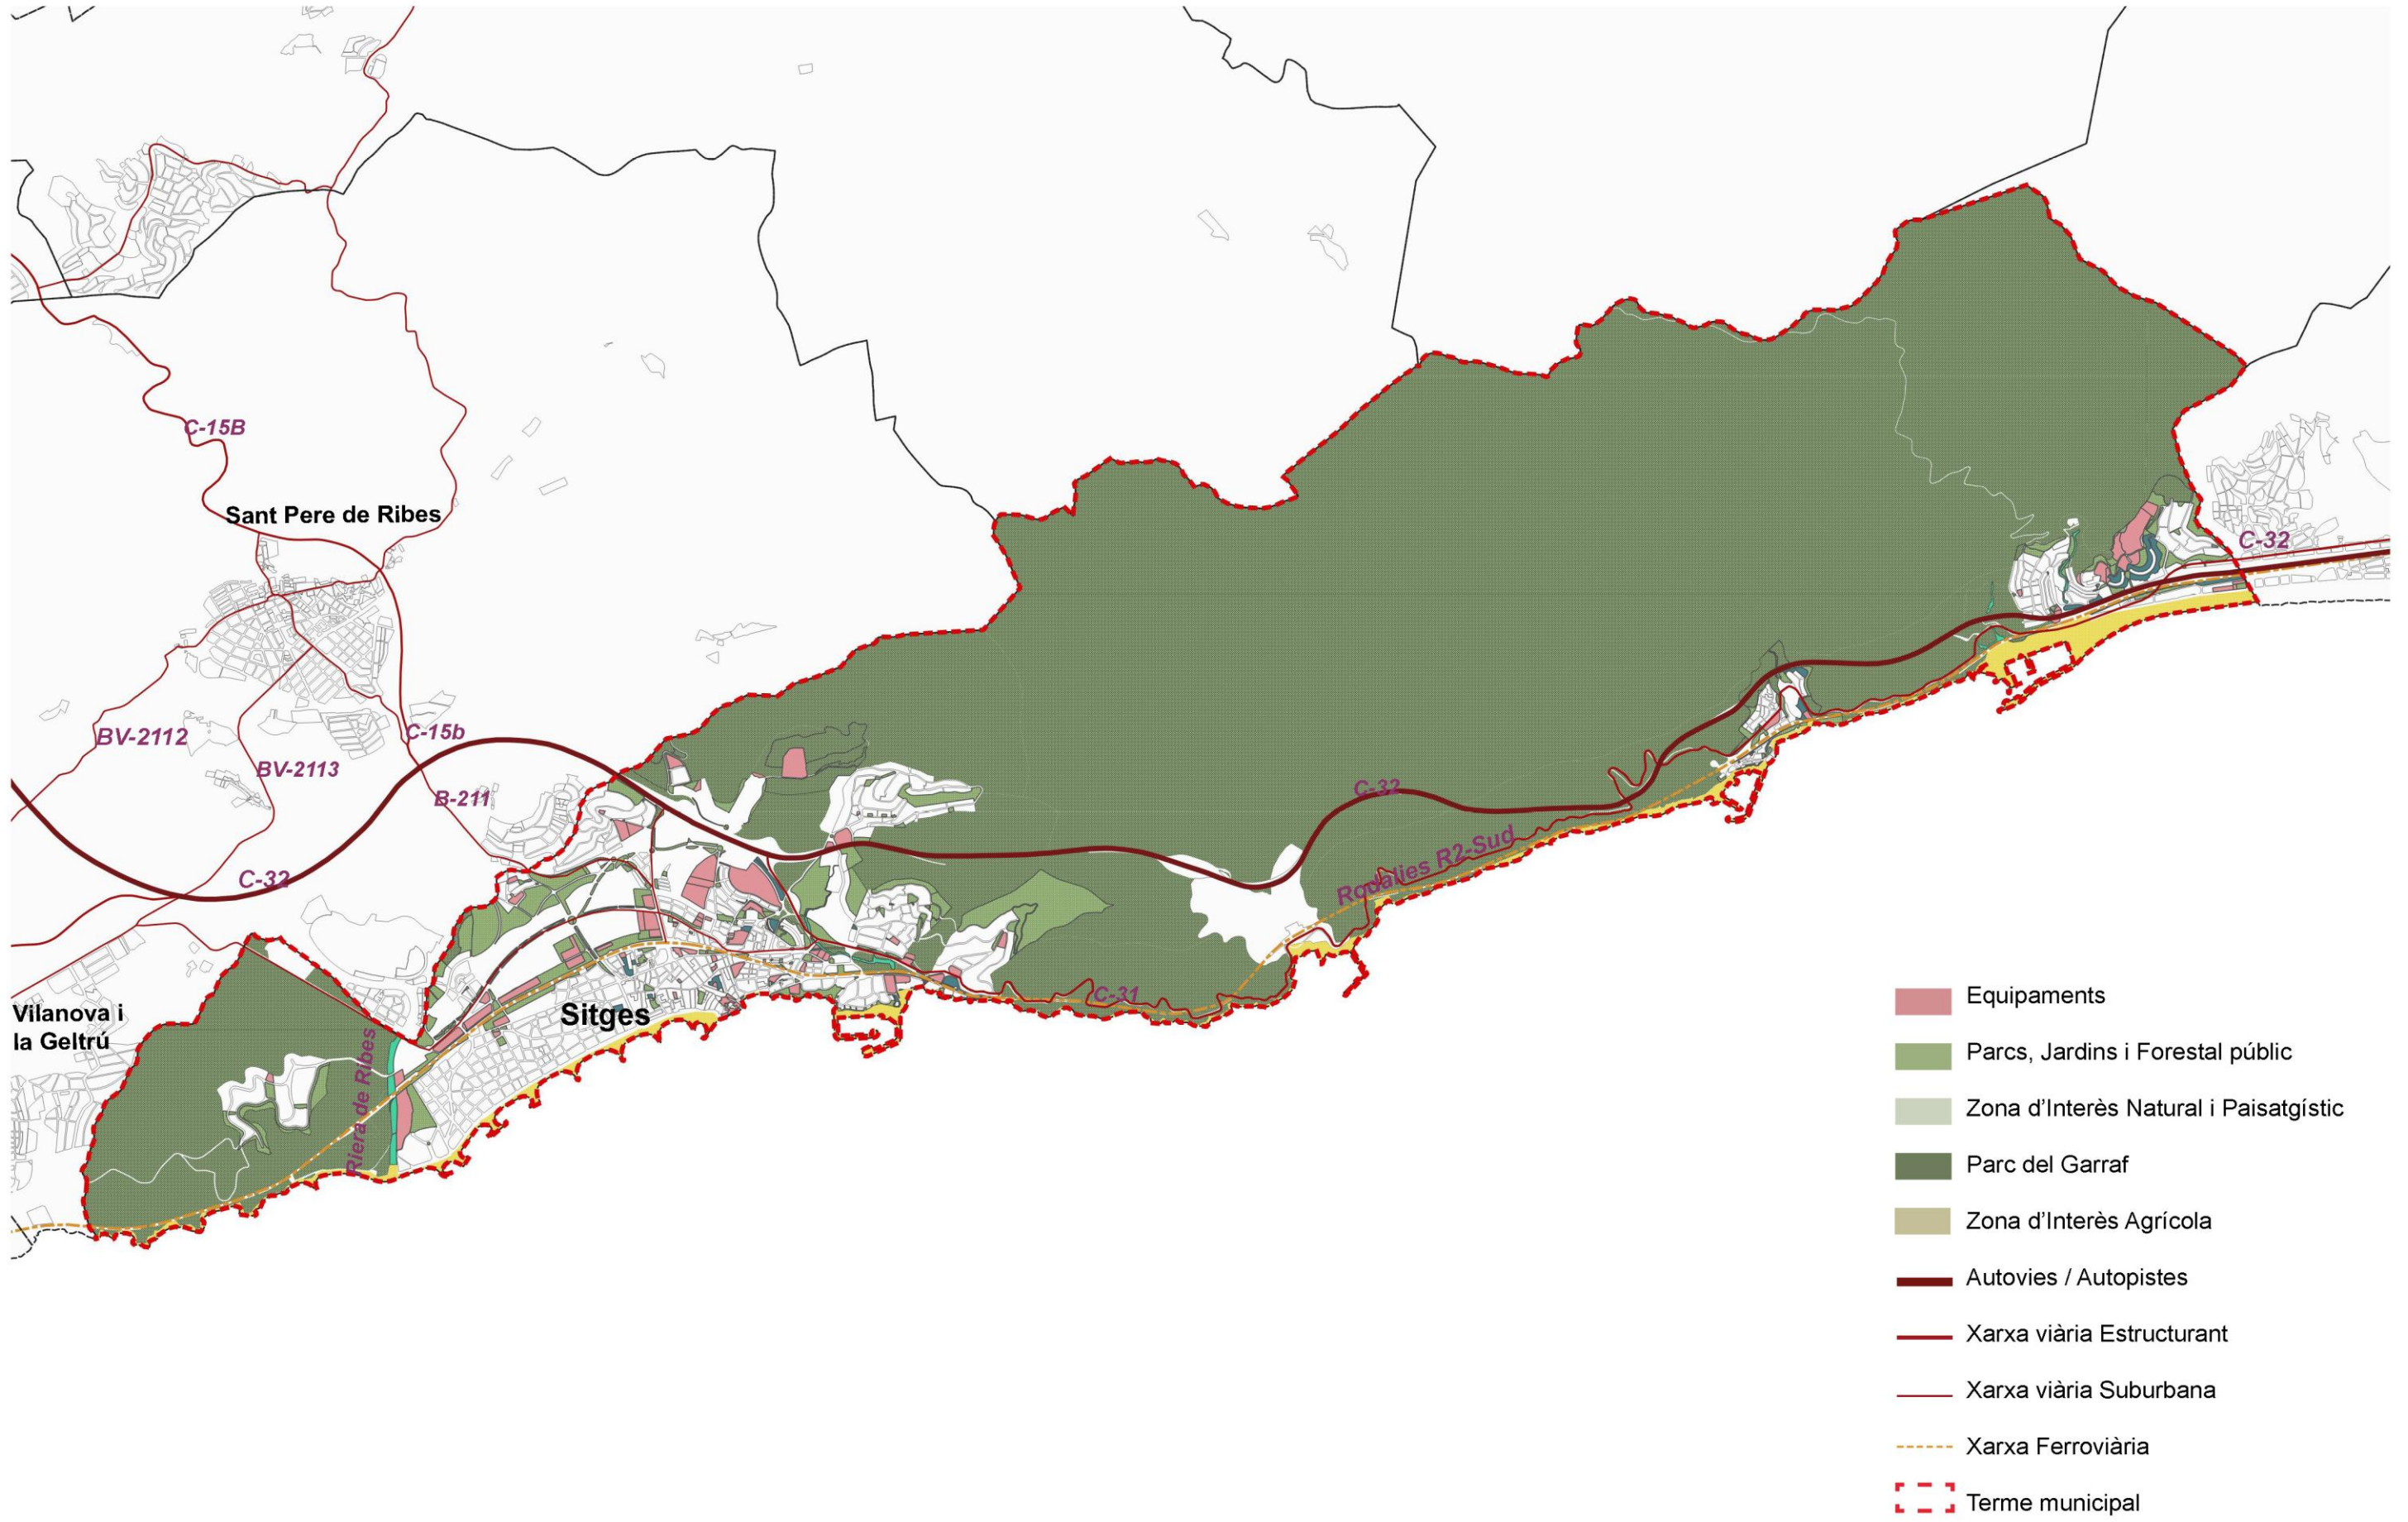 C-15B
Sant Pere de Ribes
C-32
C-15b
BV-2112
BV-2113
B-211
C-32
Rodalies R2-Sud
C-32
Vilanova i
la Geltrú
Sitges
C-31
Riera de Ribes
Equipaments
Parcs, Jardins i Forestal públic
Zona d'Interès Natural i Paisatgístic
Parc del Garraf
Zona d'Interès Agrícola
Autovies / Autopistes
Xarxa viària Estructurant
Xarxa viària Suburbana
Xarxa Ferroviària
Terme municipal